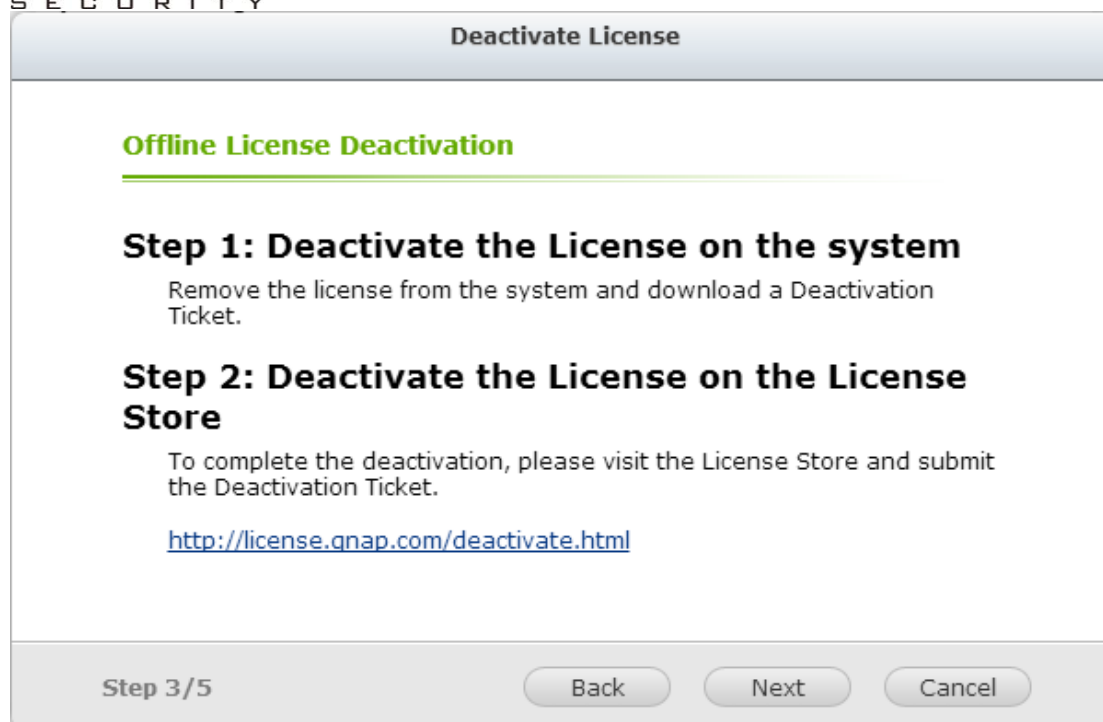 SECURITY
Deactivate License
Offline License Deactivation
Step 1: Deactivate the License on the system
Remove the license from the system and download a Deactivation
Ticket.
Step 2: Deactivate the License on the License
Store
To complete the deactivation, please visit the License Store and submit
the Deactivation Ticket.
http://license.qnap.com/deactivate.html
Step 3/5
Back
Next
Cancel